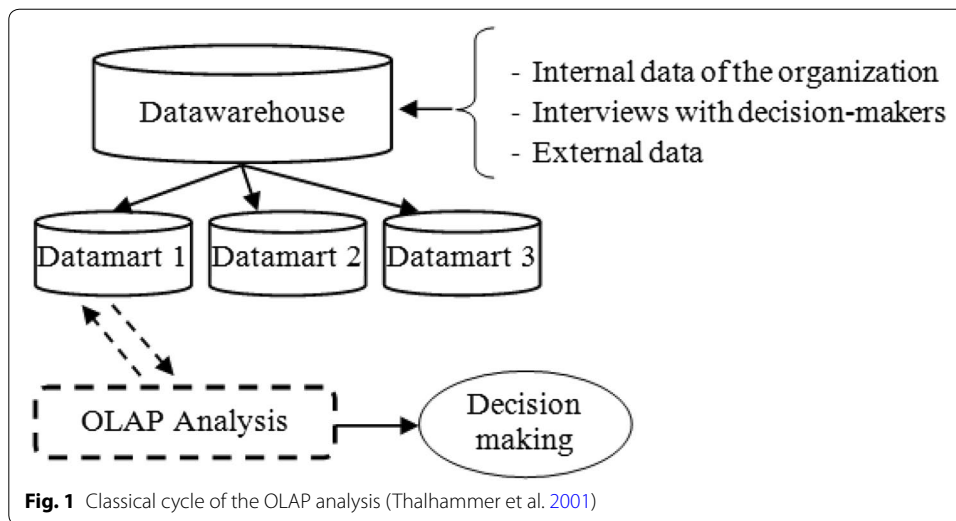 Datawarehouse
- Internal data of the organization
- Interviews with decision-makers
- External data
Datamart 1
Datamart 2
Datamart 3
OLAP Analysis
Decision
making
Fig. 1 Classical cycle of the OLAP analysis (Thalhammer et al. 2001)